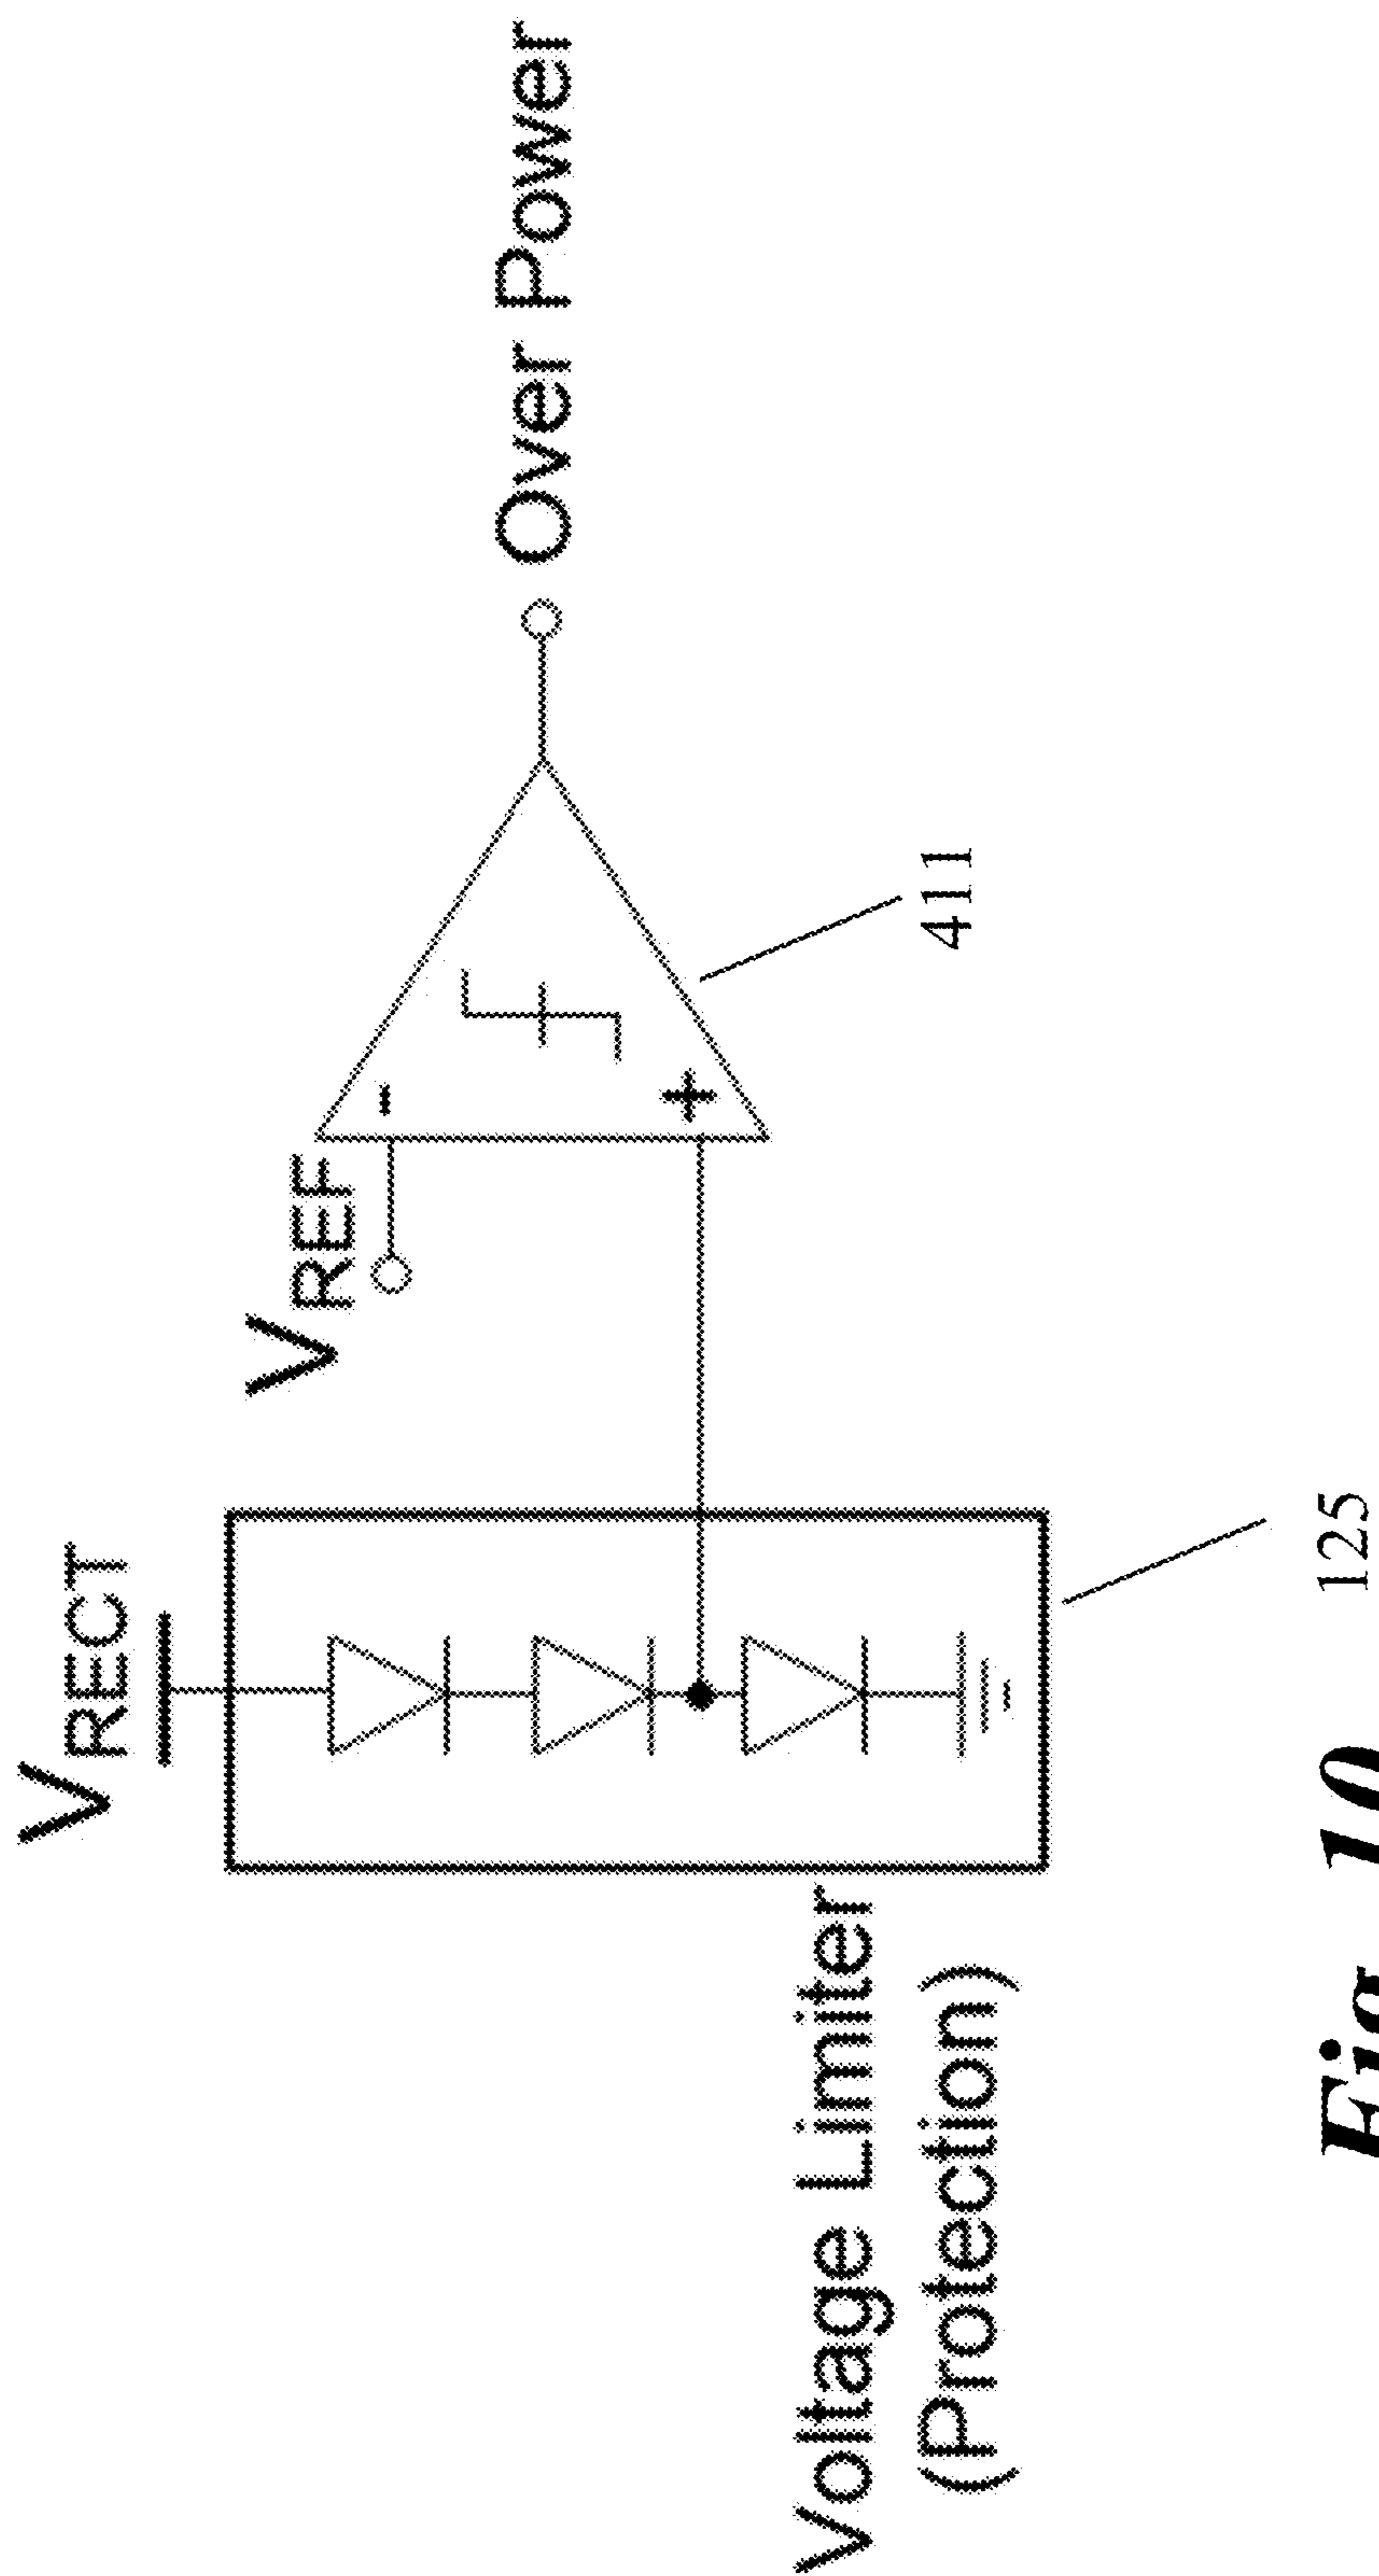 VRECT
VREF
-
+
Over Power
411
Voltage Limiter
(Protection)
125
Fig. 10